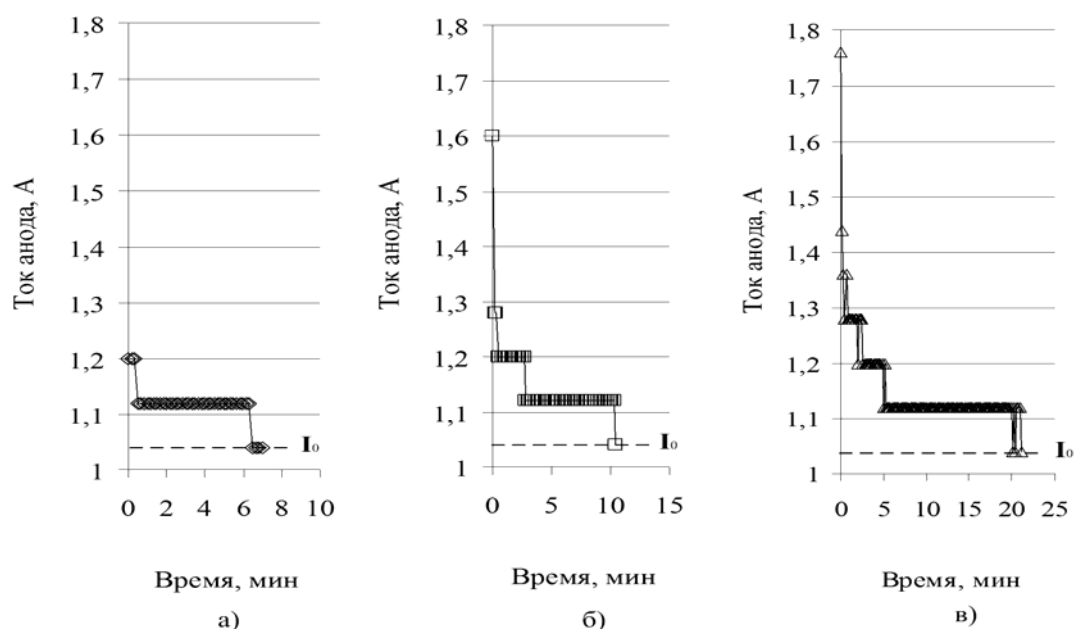 Ток анода, А
1,8
1,7
1,6
1,5
1,4
1,3
1,2
1,1
1
I₀
0 2 4 6 8 10
Время, мин
а)
Ток анода, А
1,8
1,7
1,6
1,5
1,4
1,3
1,2
1,1
1
I₀
0 5 10 15
Время, мин
б)
Ток анода, А
1,8
1,7
1,6
1,5
1,4
1,3
1,2
1,1
1
I₀
0 5 10 15 20 25
Время, мин
в)